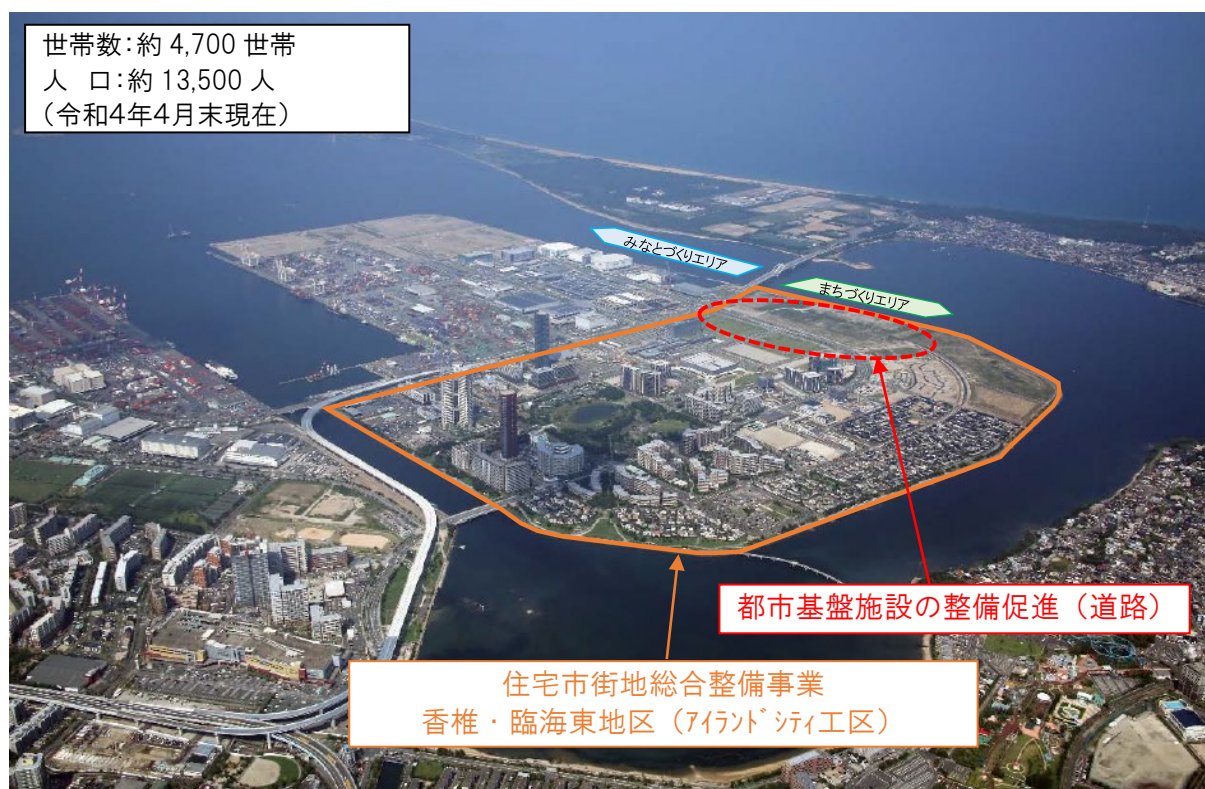 世帯数：約 4,700 世帯
人　口：約 13,500 人
（令和4年4月末現在）
みなとづくりエリア
まちづくりエリア
都市基盤施設の整備促進（道路）
住宅市街地総合整備事業
香椎・臨海東地区（ｱｲﾗﾝﾄﾞｼﾃｨ工区）